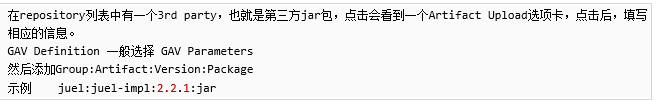 在repository列表中有一个3rd party，也就是第三方jar包，点击会看到一个Artifact Upload选项卡，点击后，填写
相应的信息。
GAV Definition 一般选择 GAV Parameters
然后添加Group:Artifact:Version:Package
示例    juel:juel-impl:2.2.1:jar